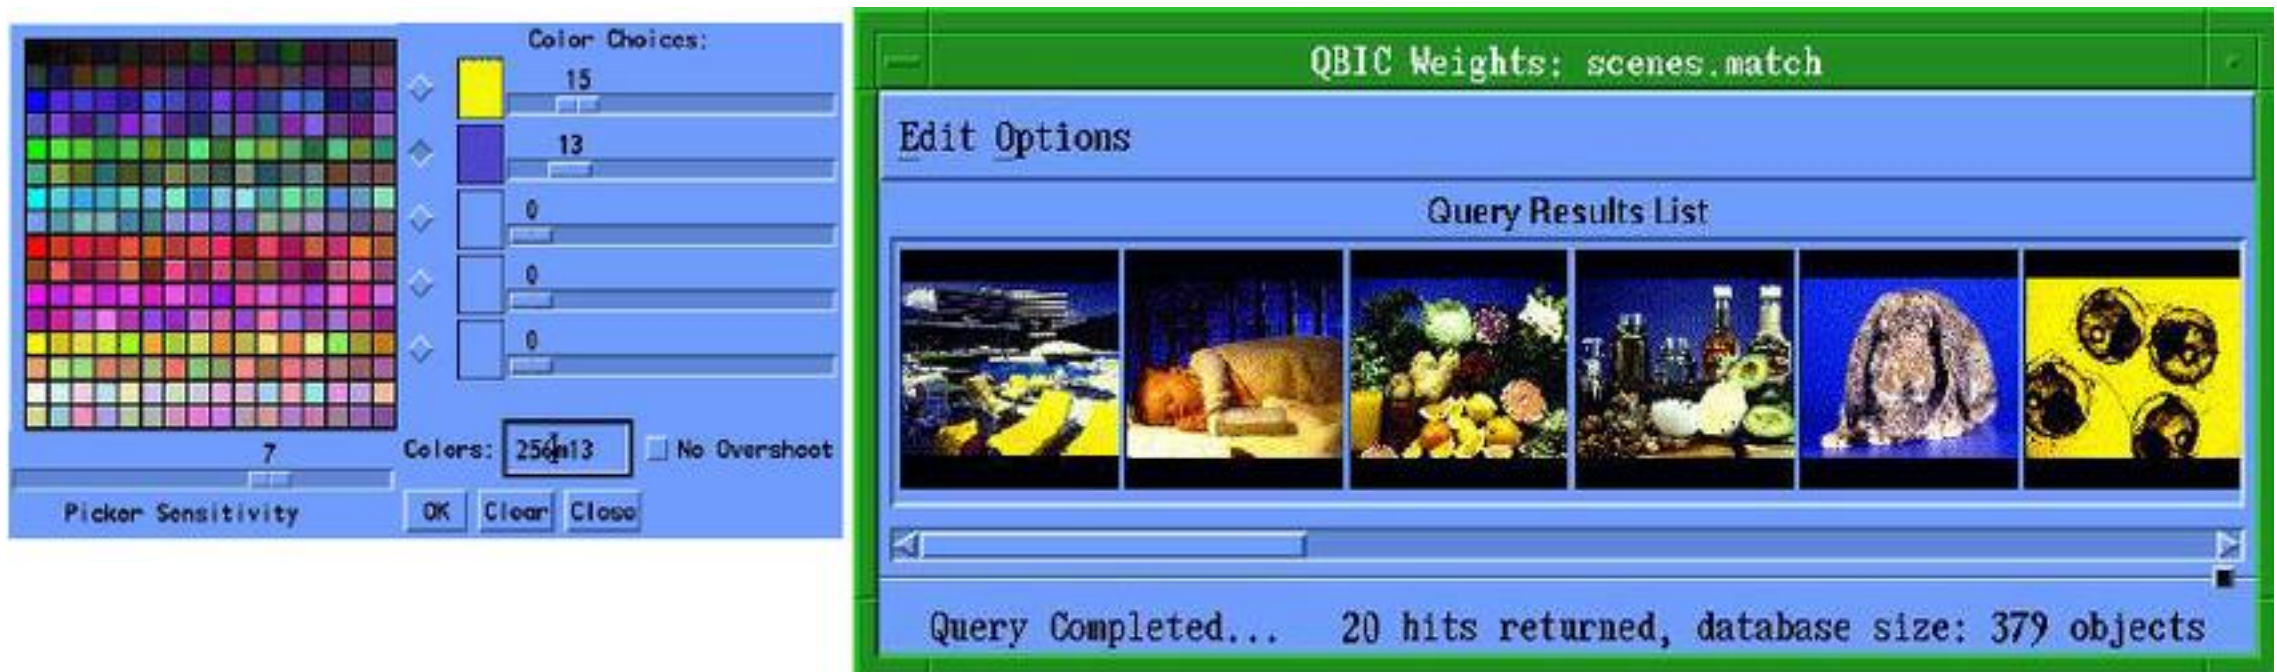 Color Choices:
15
13
0
0
0
Colors: 256m13 No Overshoot
7
Picker Sensitivity
OK Clear Close
QBIC Weights: scenes.match
Edit Options
Query Results List
Query Completed... 20 hits returned, database size: 379 objects